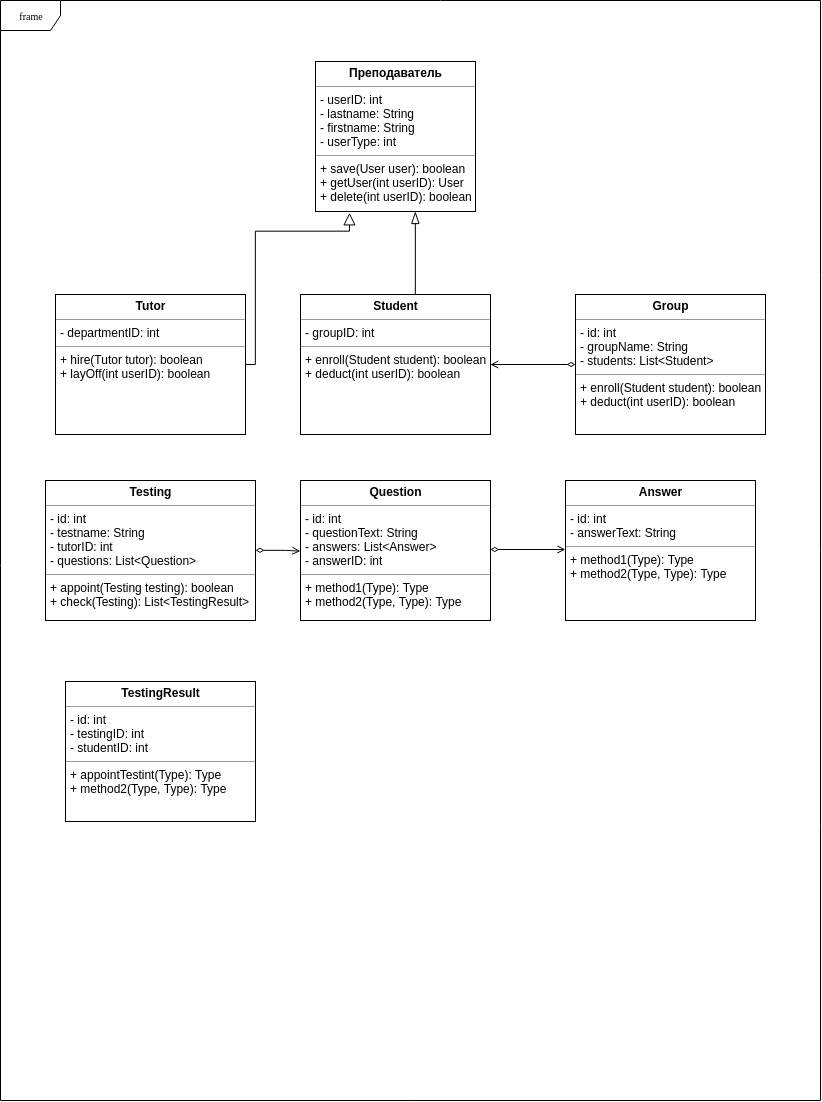 frame
Преподаватель
- userID: int
- lastname: String
- firstname: String
- userType: int
+ save(User user): boolean
+ getUser(int userID): User
+ delete(int userID): boolean
Tutor
- departmentID: int
+ hire(Tutor tutor): boolean
+ layOff(int userID): boolean
Student
- groupID: int
+ enroll(Student student): boolean
+ deduct(int userID): boolean
Group
- id: int
- groupName: String
- students: List<Student>
+ enroll(Student student): boolean
+ deduct(int userID): boolean
Testing
- id: int
- testname: String
- tutorID: int
- questions: List<Question>
+ appoint(Testing testing): boolean
+ check(Testing): List<TestingResult>
Question
- id: int
- questionText: String
- answers: List<Answer>
- answerID: int
+ method1(Type): Type
+ method2(Type, Type): Type
Answer
- id: int
- answerText: String
+ method1(Type): Type
+ method2(Type, Type): Type
TestingResult
- id: int
- testingID: int
- studentID: int
+ appointTestint(Type): Type
+ method2(Type, Type): Type